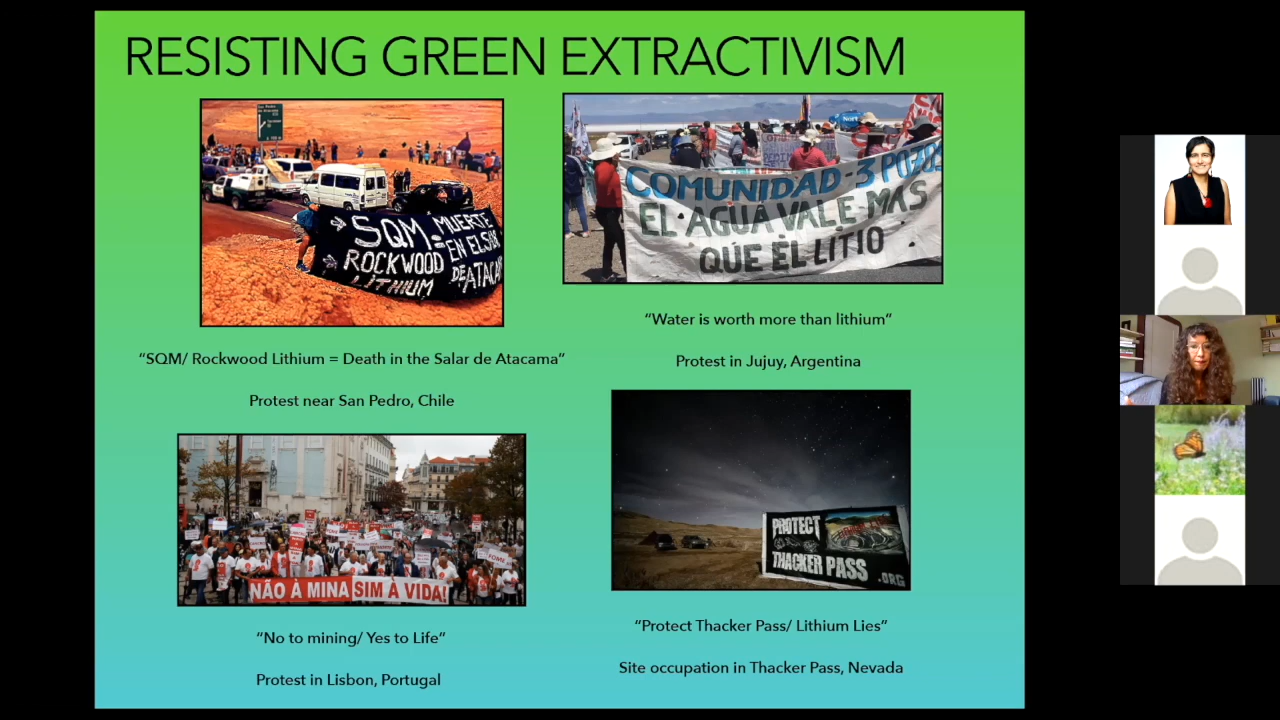 RESISTING GREEN EXTRACTIVISM
SQM=
ROCKWOOD
LITHIUM
MUERTE
EN EL
"SQM/ Rockwood Lithium = Death in the Salar de Atacama"
Protest near San Pedro, Chile
COMUNIDAD-3 POZOS
EL AGUA VALE MAS
QUE EL LITIO
"Water is worth more than lithium"
Protest in Jujuy, Argentina
NÃO À MINA SIM À VIDA!
"No to mining/ Yes to Life"
Protest in Lisbon, Portugal
PROTECT
THACKER PASS
.ORG
"Protect Thacker Pass/ Lithium Lies"
Site occupation in Thacker Pass, Nevada